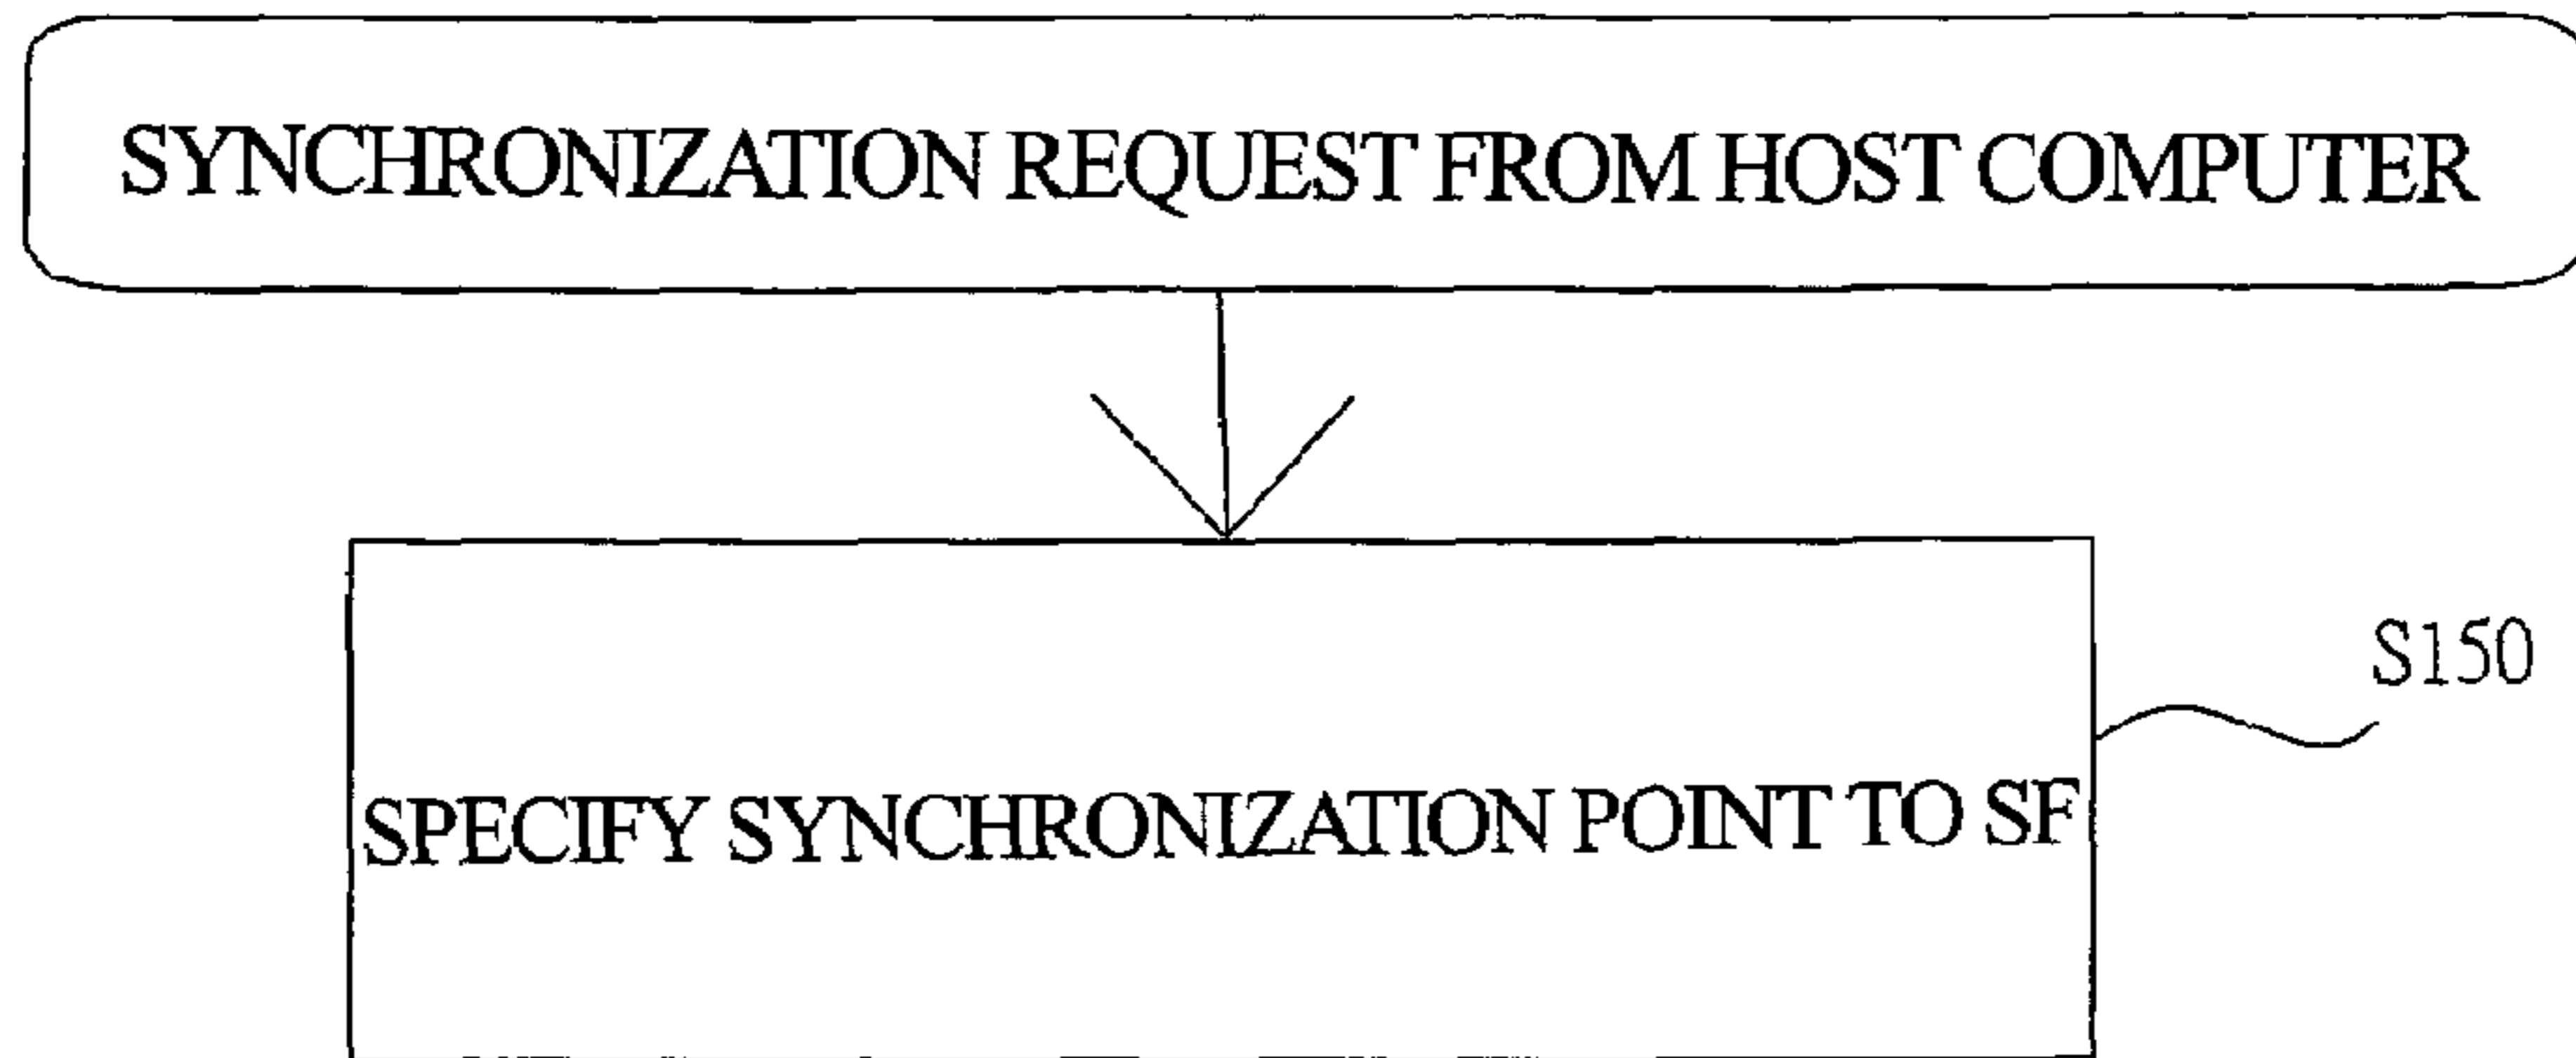 SYNCHRONIZATION REQUEST FROM HOST COMPUTER
S150
SPECIFY SYNCHRONIZATION POINT TO SF